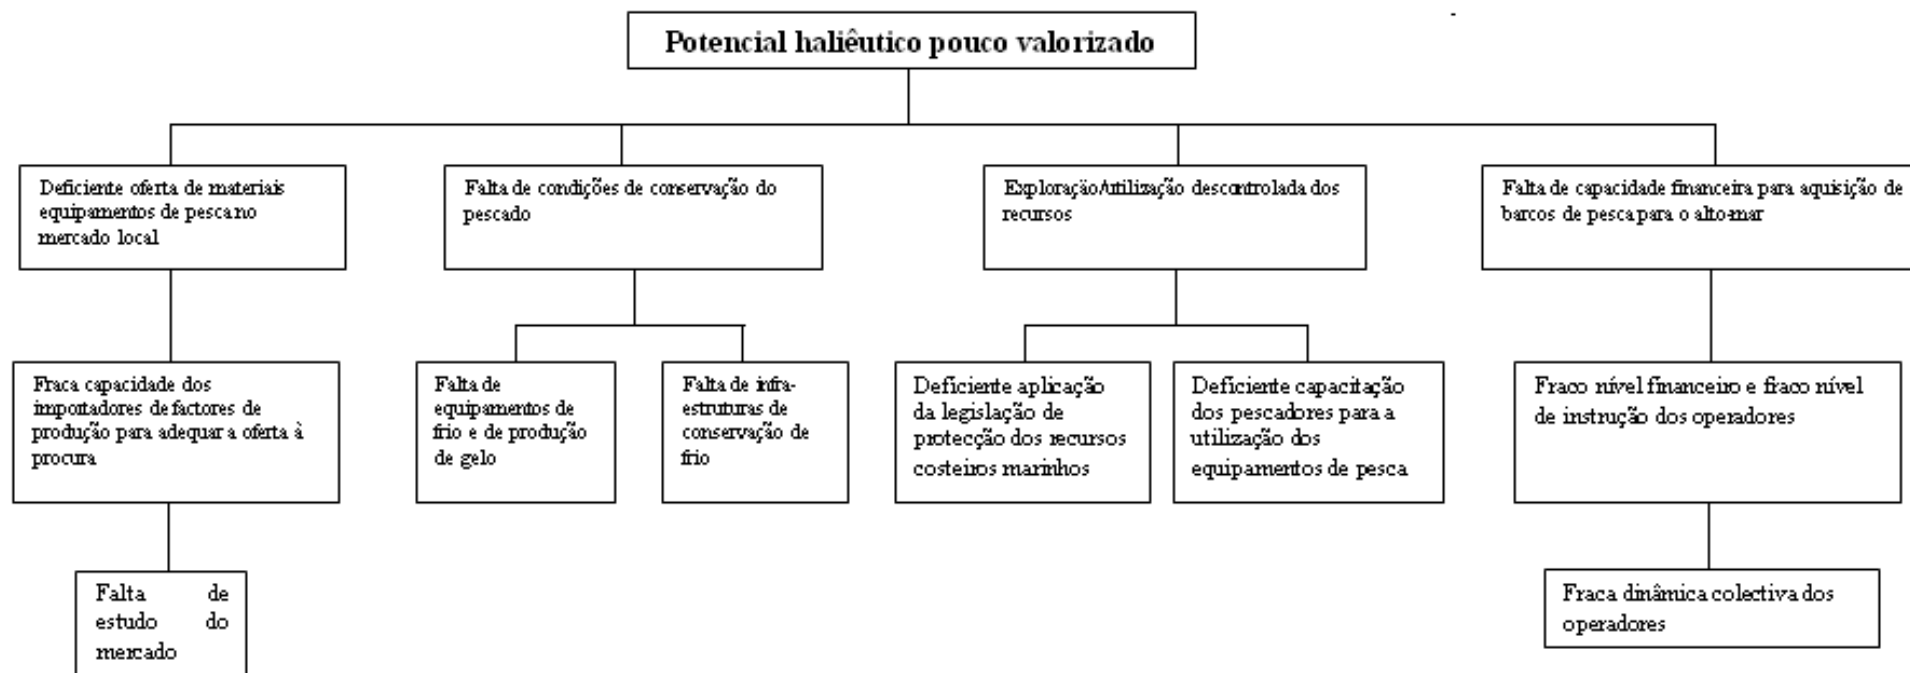 Potencial haliêutico pouco valorizado
Deficiente oferta de materiais
equipamentos de pesca no
mercado local
Falta de condições de conservação do
pescado
Exploração/utilização descontrolada dos
recursos
Falta de capacidade financeira para aquisição de
barcos de pesca para o alto-mar
Fraca capacidade dos
importadores de factores de
produção para adequar a oferta à
procura
Falta de
equipamentos de
frio e de produção
de gelo
Falta de infra-
estruturas de
conservação de
frio
Deficiente aplicação
da legislação de
protecção dos recursos
costeiros marinhos
Deficiente capacitação
dos pescadores para a
utilização dos
equipamentos de pesca
Fraco nível financeiro e fraco nível
de instrução dos operadores
Falta de
estudo do
mercado
Fraca dinâmica colectiva dos
operadores